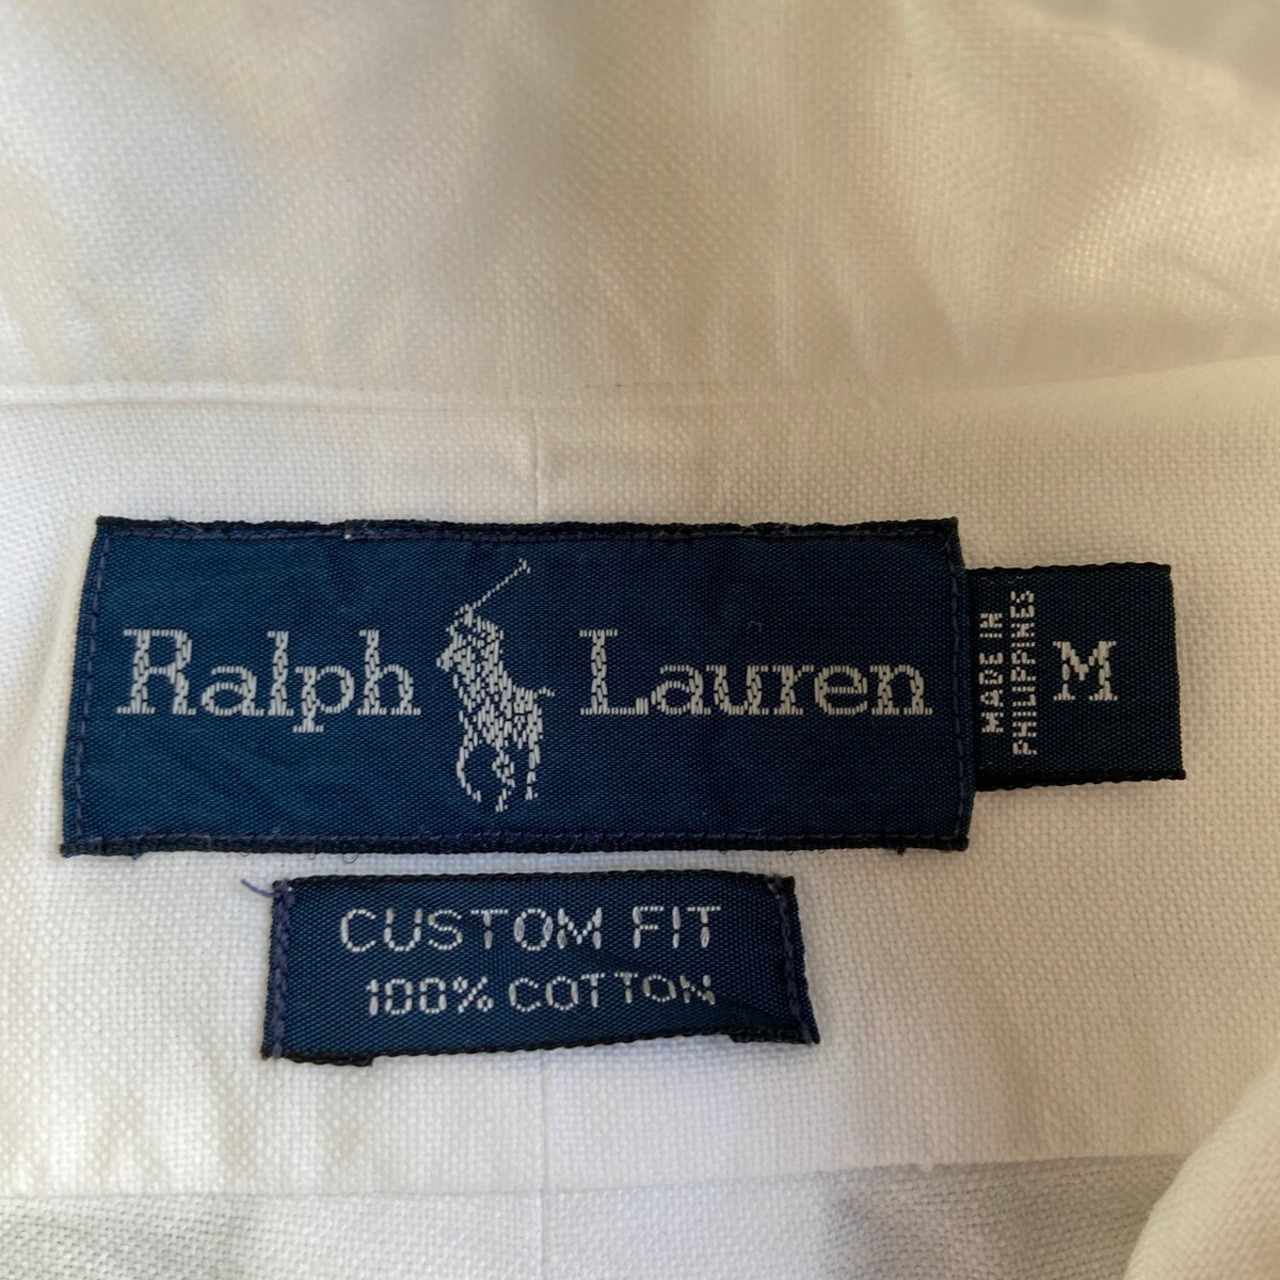 Ralph Lauren
MADE IN
PHILIPPINES
M
CUSTOM FIT
100% COTTON